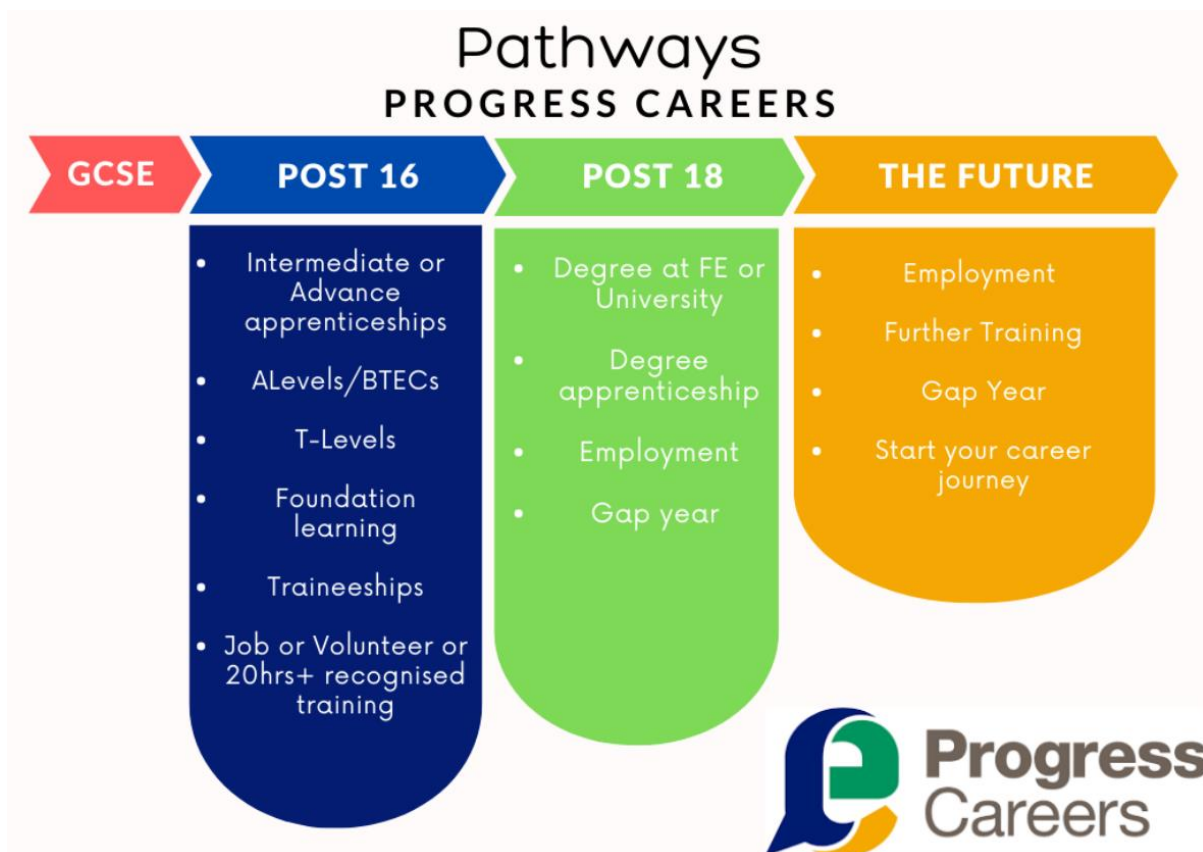 Pathways
PROGRESS CAREERS
GCSE
POST 16
POST 18
THE FUTURE
• Intermediate or
Advance
apprenticeships
• ALevels/BTECs
• T-Levels
• Foundation
learning
• Traineeships
• Job or Volunteer or
20hrs+ recognised
training
• Degree at FE or
University
• Degree
apprenticeship
• Employment
• Gap year
• Employment
• Further Training
• Gap Year
• Start your career
journey
Progress
Careers